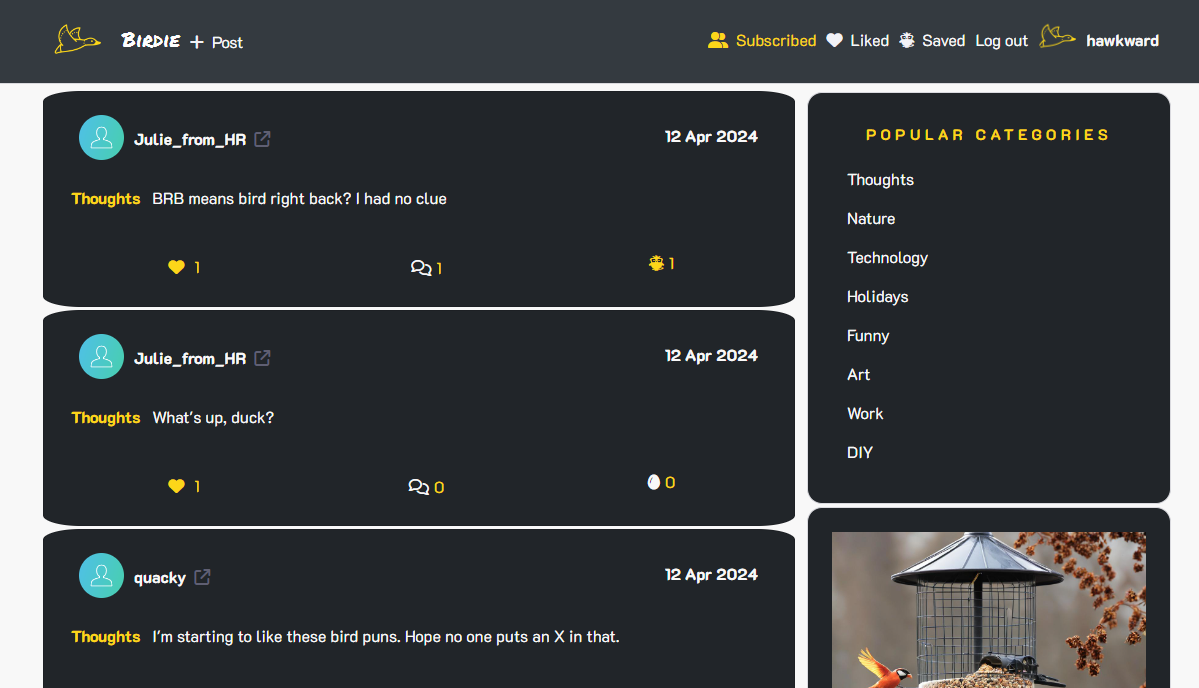 Birdie + Post Subscribed Liked Saved Log out hawkward
Julie_from_HR 12 Apr 2024
Thoughts BRB means bird right back? I had no clue
1 1 1
Julie_from_HR 12 Apr 2024
Thoughts What's up, duck?
1 0 0
quacky 12 Apr 2024
Thoughts I'm starting to like these bird puns. Hope no one puts an X in that.
POPULAR CATEGORIES
Thoughts
Nature
Technology
Holidays
Funny
Art
Work
DIY